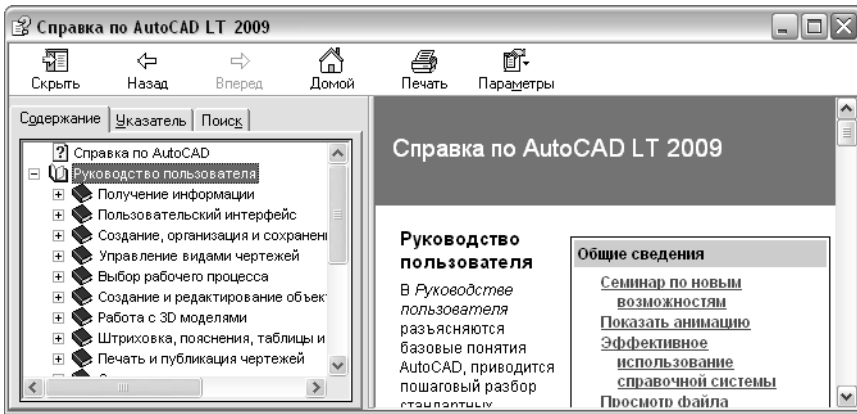 Справка по AutoCAD LT 2009
Скрыть Назад Вперед Домой Печать Параметры
Содержание Указатель Поиск
Справка по AutoCAD
Руководство пользователя
Получение информации
Пользовательский интерфейс
Создание, организация и сохранени
Управление видами чертежей
Выбор рабочего процесса
Создание и редактирование объек
Работа с 3D моделями
Штриховка, пояснения, таблицы и
Печать и публикация чертежей
Справка по AutoCAD LT 2009
Руководство
пользователя
В Руководстве
пользователя
разъясняются
базовые понятия
AutoCAD, приводится
пошаговый разбор
стандартных
Общие сведения
Семинар по новым
возможностям
Показать анимацию
Эффективное
использование
справочной системы
Просмотр файла